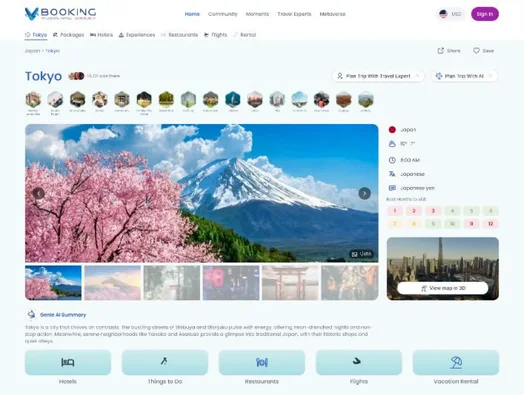 BOOKING
Home
Community
Moments
Travel Experts
Metaverse
USD
Sign In
Tokyo
Packages
Hotels
Experiences
Restaurants
Flights
Rental
Japan > Tokyo
Share
Save
Tokyo
Plan Trip With Travel Expert
Plan Trip With AI
Japan
9:00 AM
Japanese
Japanese yen
Best Months to visit
1 2 3 4 5 6
7 8 9 10 11 12
View map in 3D
Genie AI Summary
Tokyo is a city that thrives on contrasts. The bustling streets of Shibuya and Shinjuku pulse with energy, offering neon-drenched nights and non-
stop action. Meanwhile, serene neighborhoods like Yanaka and Asakusa provide a glimpse into traditional Japan, with their historic shops and
quiet alleys.
Hotels
Things to Do
Restaurants
Flights
Vacation Rental